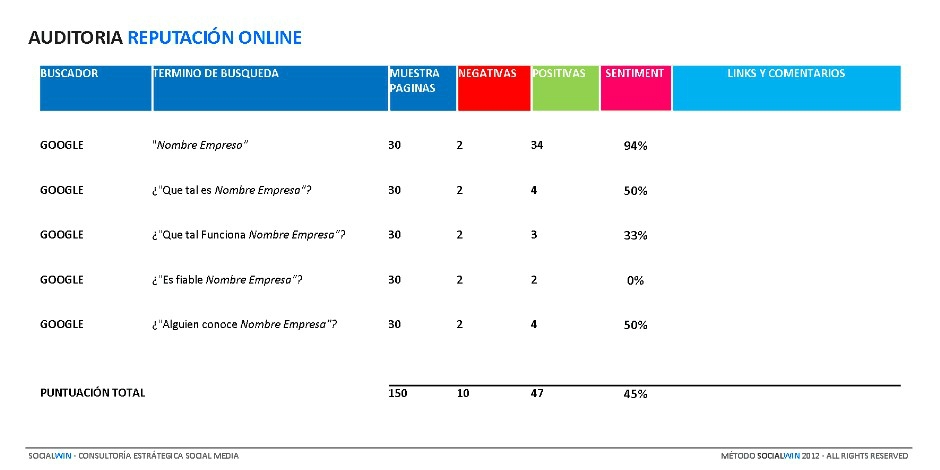 AUDITORIA REPUTACIÓN ONLINE
BUSCADOR TERMINO DE BUSQUEDA MUESTRA PAGINAS NEGATIVAS POSITIVAS SENTIMENT LINKS Y COMENTARIOS
GOOGLE "Nombre Empresa" 30 2 34 94%
GOOGLE ¿"Que tal es Nombre Empresa"? 30 2 4 50%
GOOGLE ¿"Que tal Funciona Nombre Empresa"? 30 2 3 33%
GOOGLE ¿"Es fiable Nombre Empresa"? 30 2 2 0%
GOOGLE ¿"Alguien conoce Nombre Empresa"? 30 2 4 50%
PUNTUACIÓN TOTAL 150 10 47 45%
SOCIALWIN - CONSULTORÍA ESTRÁTEGICA SOCIAL MEDIA MÉTODO SOCIALWIN 2012 - ALL RIGHTS RESERVED